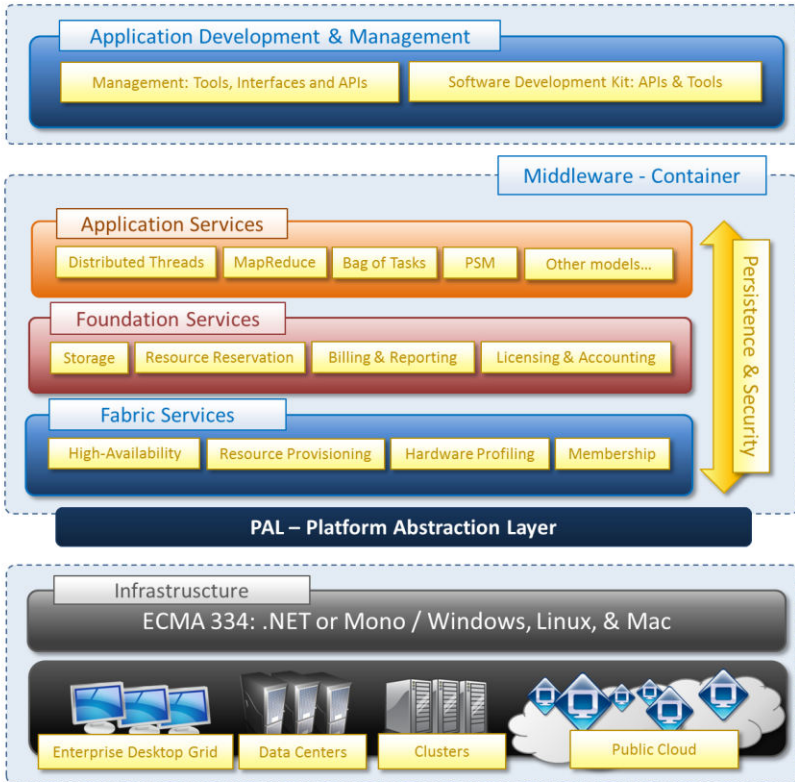 Application Development & Management
Management: Tools, Interfaces and APIs
Software Development Kit: APIs & Tools
Middleware - Container
Application Services
Distributed Threads
MapReduce
Bag of Tasks
PSM
Other models...
Foundation Services
Storage
Resource Reservation
Billing & Reporting
Licensing & Accounting
Fabric Services
High-Availability
Resource Provisioning
Hardware Profiling
Membership
Persistence & Security
PAL – Platform Abstraction Layer
Infrastruscture
ECMA 334: .NET or Mono / Windows, Linux, & Mac
Enterprise Desktop Grid
Data Centers
Clusters
Public Cloud